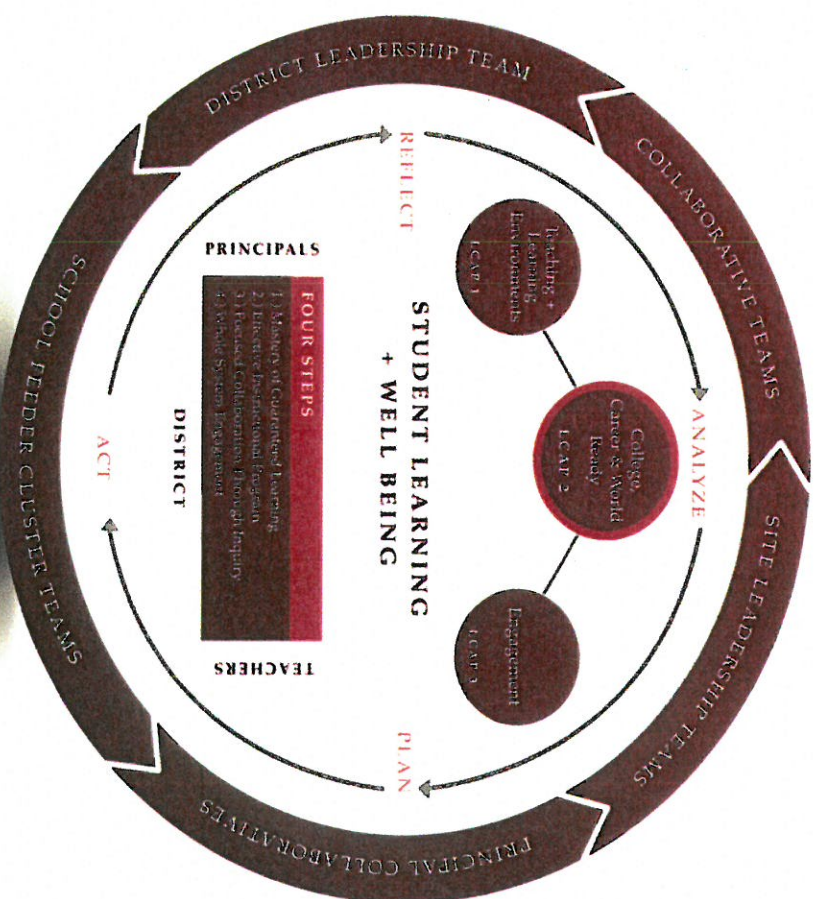 COLLABORATIVE TEAMS
SITE LEADERSHIP TEAMS
PRINCIPAL COLLABORATIVES
SCHOOL FEEDER CLUSTER TEAMS
DISTRICT LEADERSHIP TEAM
ANALYZE
PLAN
ACT
REFLECT
Teaching +
Learning
Environments
LCAP 1
College,
Career & World
Ready
LCAP 2
Engagement
LCAP 3
STUDENT LEARNING
+ WELL BEING
PRINCIPALS
FOUR STEPS
1) Mastery of Guaranteed Learning
2) Effective Instructional Program
3) Focused Collaboration Through Inquiry
4) Whole System Engagement
TEACHERS
DISTRICT